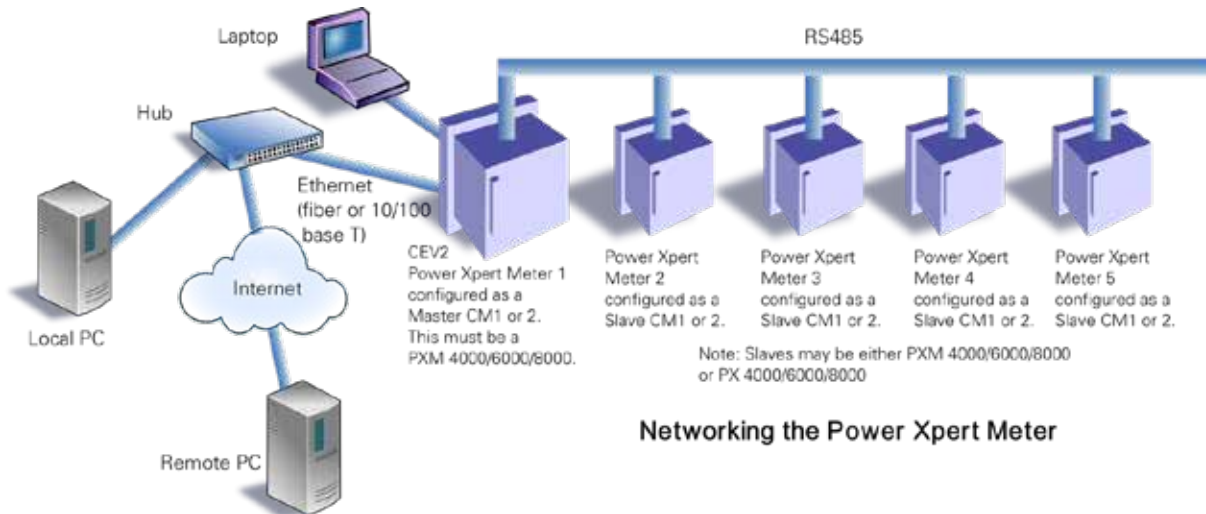 Laptop
RS485
Hub
Ethernet
(fiber or 10/100
base T)
Internet
Local PC
Remote PC
CEV2
Power Xpert Meter 1
configured as a
Master CM1 or 2.
This must be a
PXM 4000/6000/8000.
Power Xpert
Meter 2
configured as a
Slave CM1 or 2.
Power Xpert
Meter 3
configured as a
Slave CM1 or 2.
Power Xpert
Meter 4
configured as a
Slave CM1 or 2.
Power Xpert
Meter 5
configured as a
Slave CM1 or 2.
Note: Slaves may be either PXM 4000/6000/8000
or PX 4000/6000/8000
Networking the Power Xpert Meter